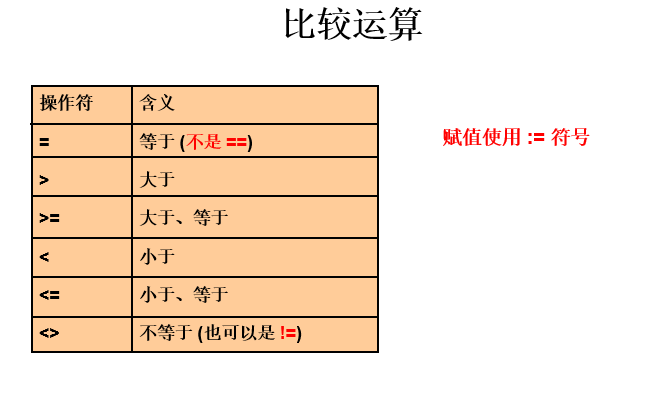 比较运算
操作符 含义
= 等于 (不是 ==)
赋值使用 := 符号
> 大于
>= 大于、等于
< 小于
<= 小于、等于
<> 不等于 (也可以是 !=)